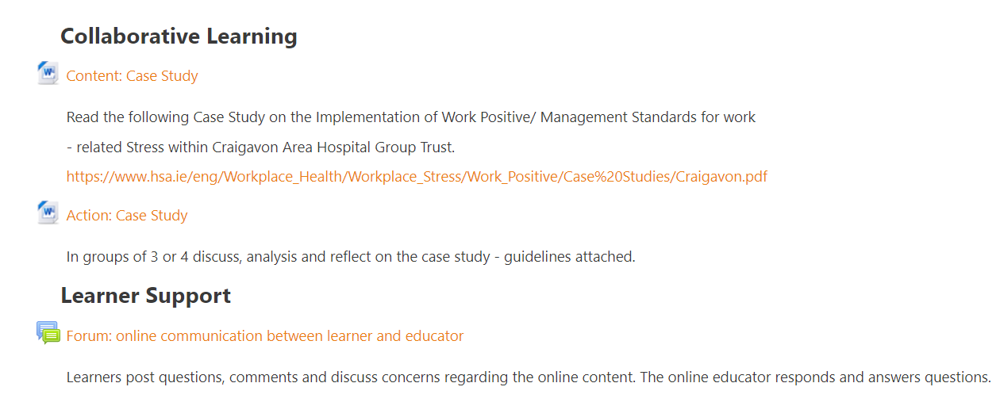 Collaborative Learning
Content: Case Study
Read the following Case Study on the Implementation of Work Positive/ Management Standards for work
- related Stress within Craigavon Area Hospital Group Trust.
https://www.hsa.ie/eng/Workplace_Health/Workplace_Stress/Work_Positive/Case%20Studies/Craigavon.pdf
Action: Case Study
In groups of 3 or 4 discuss, analysis and reflect on the case study - guidelines attached.
Learner Support
Forum: online communication between learner and educator
Learners post questions, comments and discuss concerns regarding the online content. The online educator responds and answers questions.